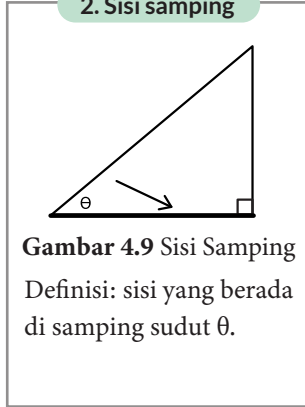 2. Sisi samping
θ
Gambar 4.9 Sisi Samping
Definisi: sisi yang berada
di samping sudut θ.